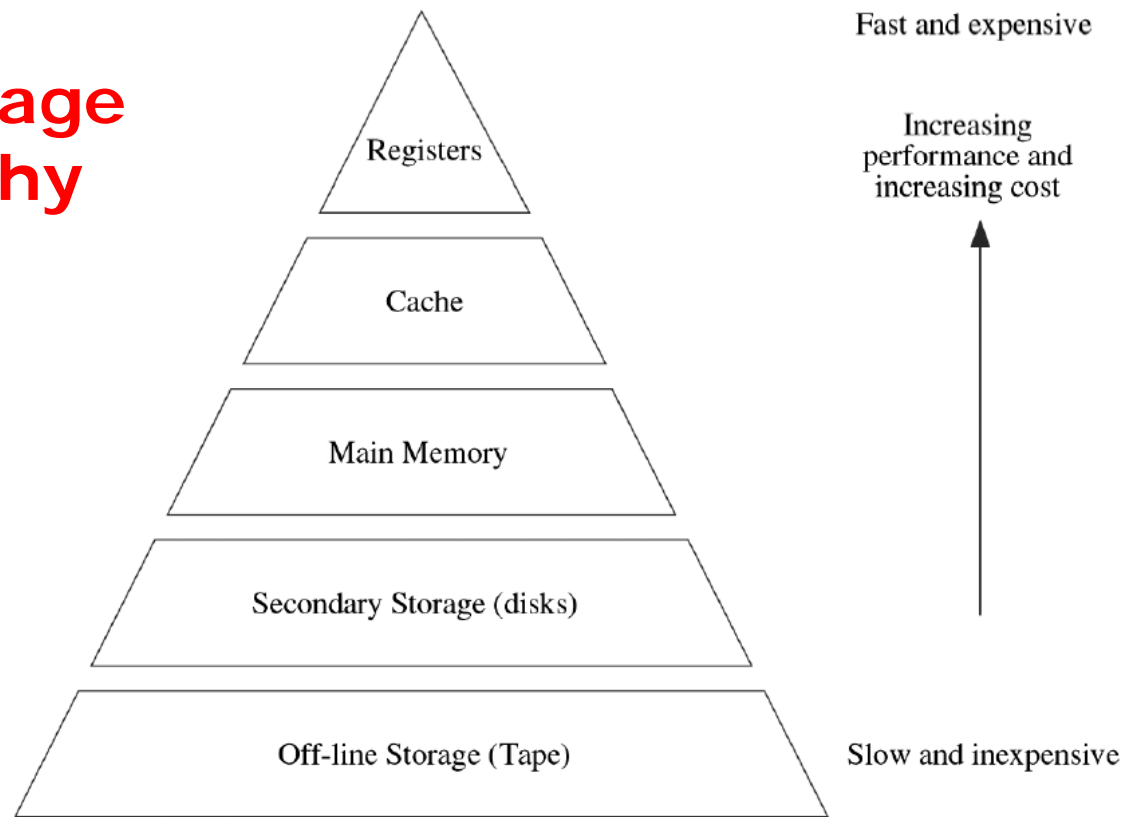 age
hy
Fast and expensive
Increasing
performance and
increasing cost
Registers
Cache
Main Memory
Secondary Storage (disks)
Off-line Storage (Tape)
Slow and inexpensive